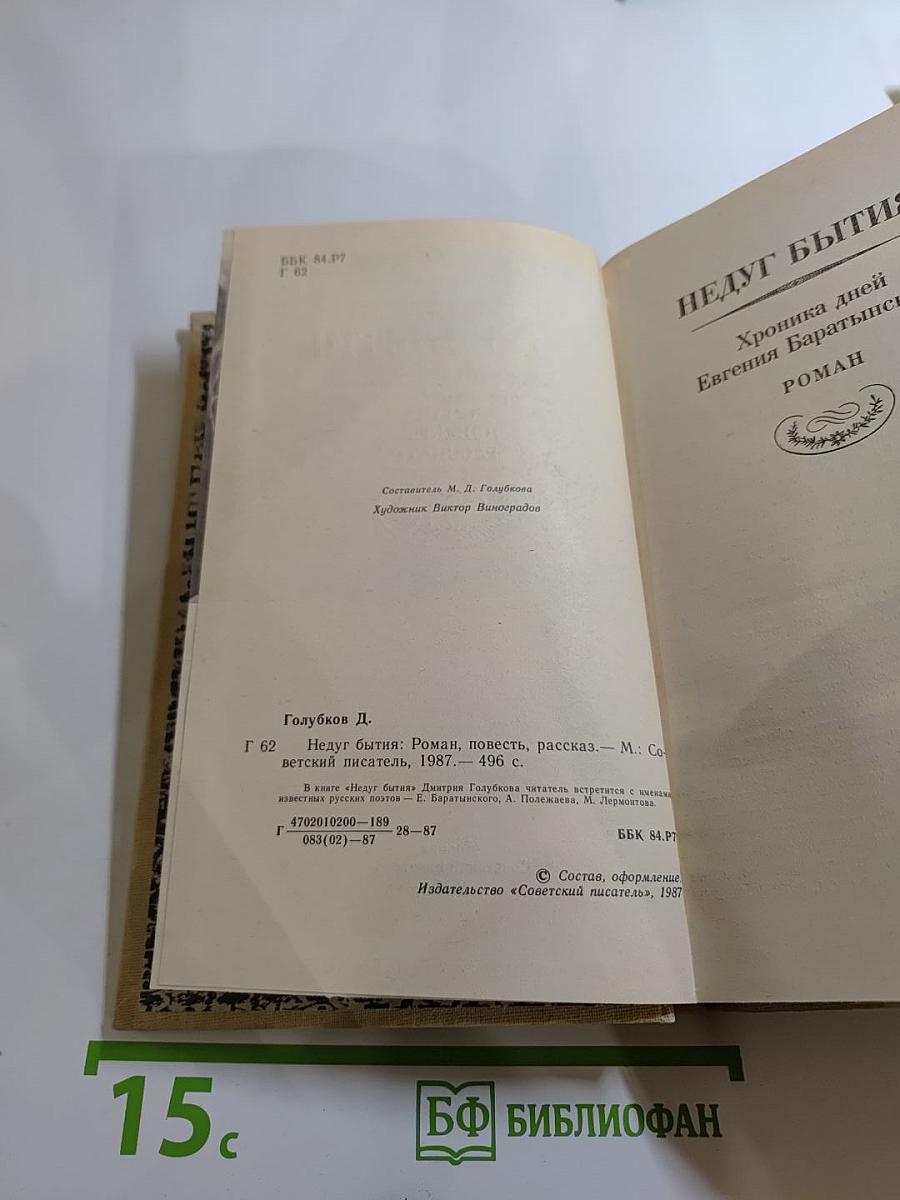 ББК 84.Р7
Г 62
Составитель М. Д. Голубкова
Художник Виктор Виноградов
Голубков Д.
Г 62 Недуг бытия: Роман, повесть, рассказ.— М.: Со-
ветский писатель, 1987.— 496 с.
В книге «Недуг бытия» Дмитрия Голубкова читатель встретится с именами
известных русских поэтов — Е. Баратынского, А. Полежаева, М. Лермонтова.
Г 4702010200—189
083(02)—87 28—87
ББК 84.Р7
© Состав, оформление.
Издательство «Советский писатель», 1987
НЕДУГ БЫТИЯ
Хроника дней
Евгения Баратынск
РОМАН
15 с
БФ БИБЛИОФАН